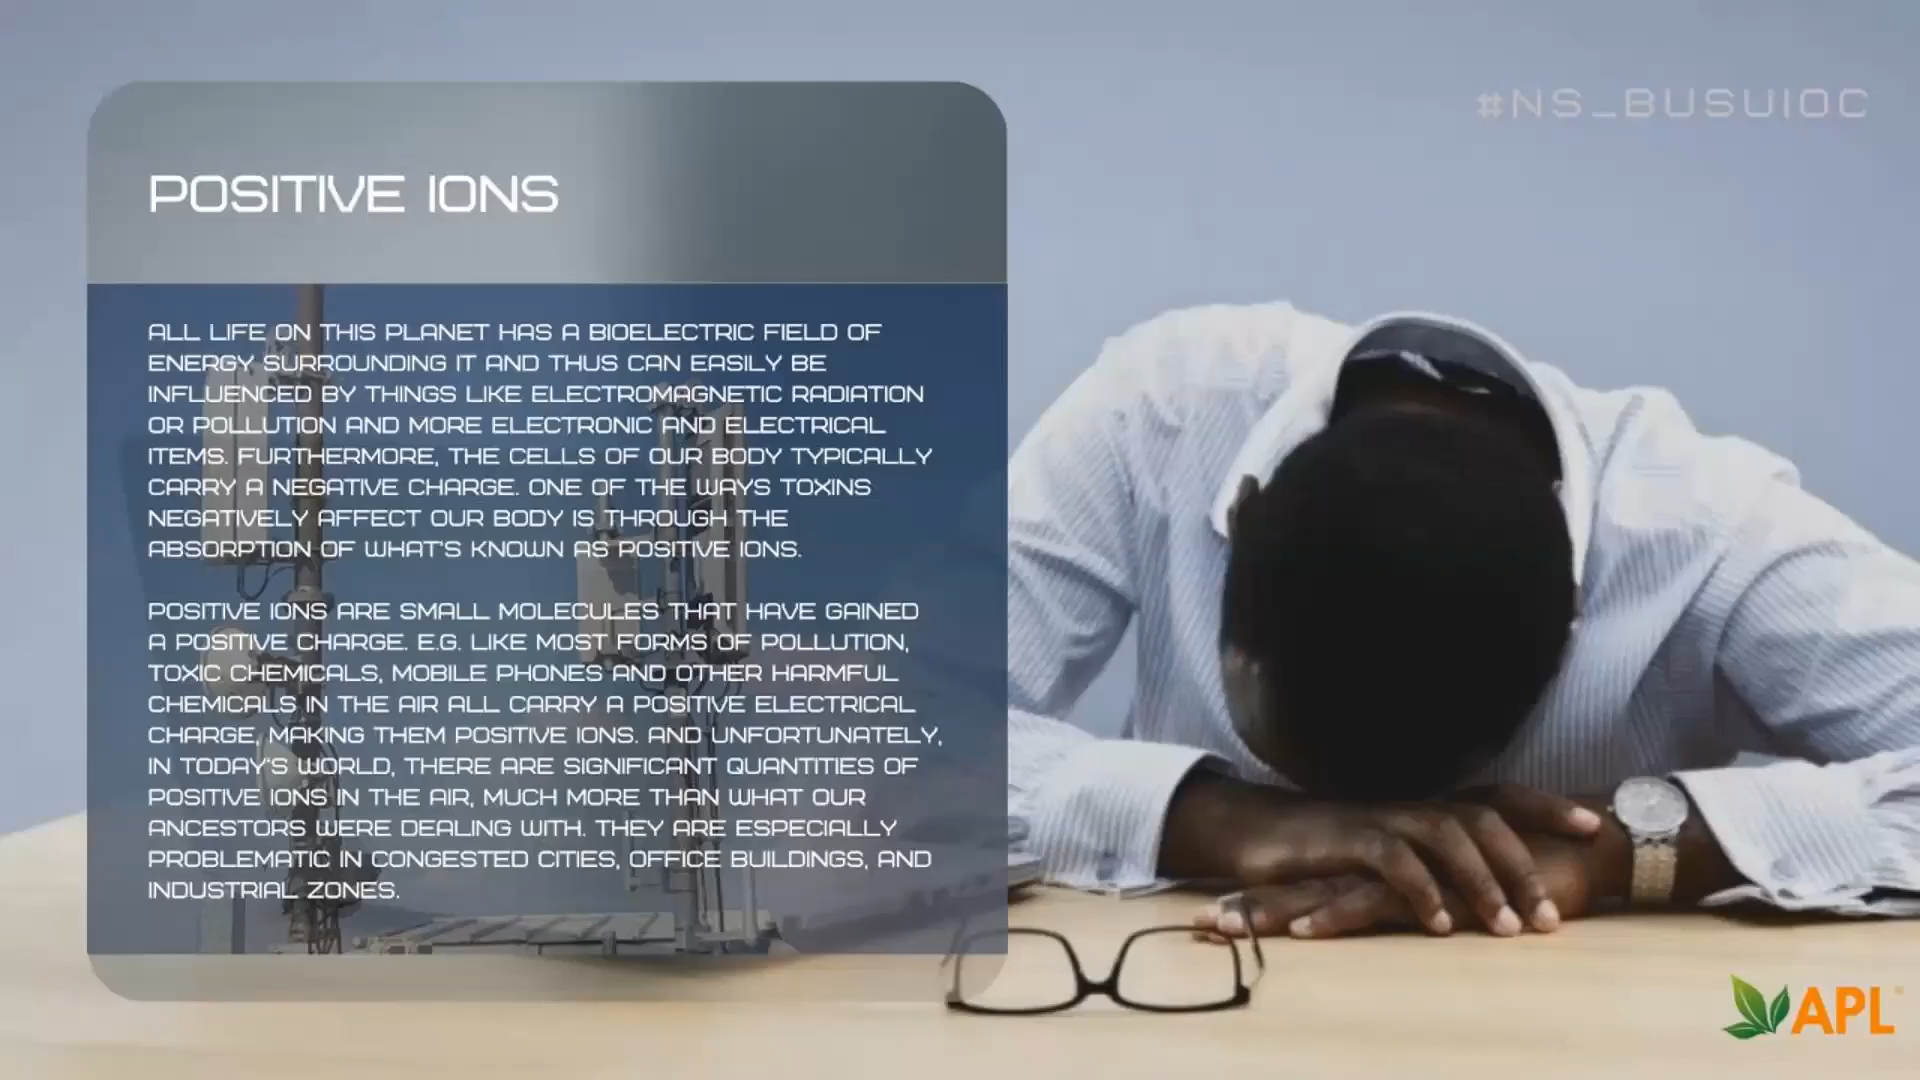 #NS_BUSUIOC
POSITIVE IONS
ALL LIFE ON THIS PLANET HAS A BIOELECTRIC FIELD OF
ENERGY SURROUNDING IT AND THUS CAN EASILY BE
INFLUENCED BY THINGS LIKE ELECTROMAGNETIC RADIATION
OR POLLUTION AND MORE ELECTRONIC AND ELECTRICAL
ITEMS. FURTHERMORE, THE CELLS OF OUR BODY TYPICALLY
CARRY A NEGATIVE CHARGE. ONE OF THE WAYS TOXINS
NEGATIVELY AFFECT OUR BODY IS THROUGH THE
ABSORPTION OF WHAT'S KNOWN AS POSITIVE IONS.
POSITIVE IONS ARE SMALL MOLECULES THAT HAVE GAINED
A POSITIVE CHARGE. E.G. LIKE MOST FORMS OF POLLUTION,
TOXIC CHEMICALS, MOBILE PHONES AND OTHER HARMFUL
CHEMICALS IN THE AIR ALL CARRY A POSITIVE ELECTRICAL
CHARGE, MAKING THEM POSITIVE IONS. AND UNFORTUNATELY,
IN TODAY'S WORLD, THERE ARE SIGNIFICANT QUANTITIES OF
POSITIVE IONS IN THE AIR, MUCH MORE THAN WHAT OUR
ANCESTORS WERE DEALING WITH. THEY ARE ESPECIALLY
PROBLEMATIC IN CONGESTED CITIES, OFFICE BUILDINGS, AND
INDUSTRIAL ZONES.
APL